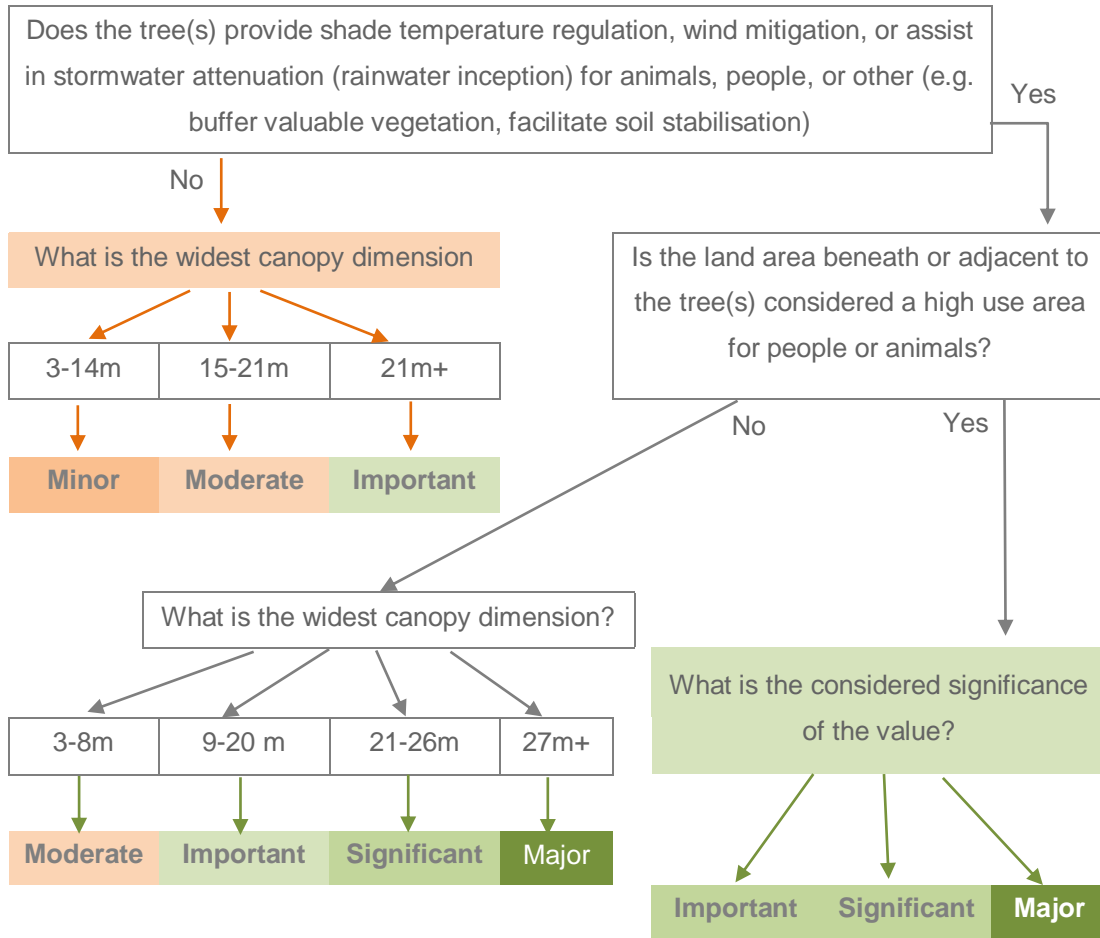 Does the tree(s) provide shade temperature regulation, wind mitigation, or assist
in stormwater attenuation (rainwater inception) for animals, people, or other (e.g.
buffer valuable vegetation, facilitate soil stabilisation)
Yes
No
What is the widest canopy dimension
3-14m
15-21m
21m+
Minor
Moderate
Important
Is the land area beneath or adjacent to
the tree(s) considered a high use area
for people or animals?
No
Yes
What is the widest canopy dimension?
3-8m
9-20 m
21-26m
27m+
Moderate
Important
Significant
Major
What is the considered significance
of the value?
Important
Significant
Major